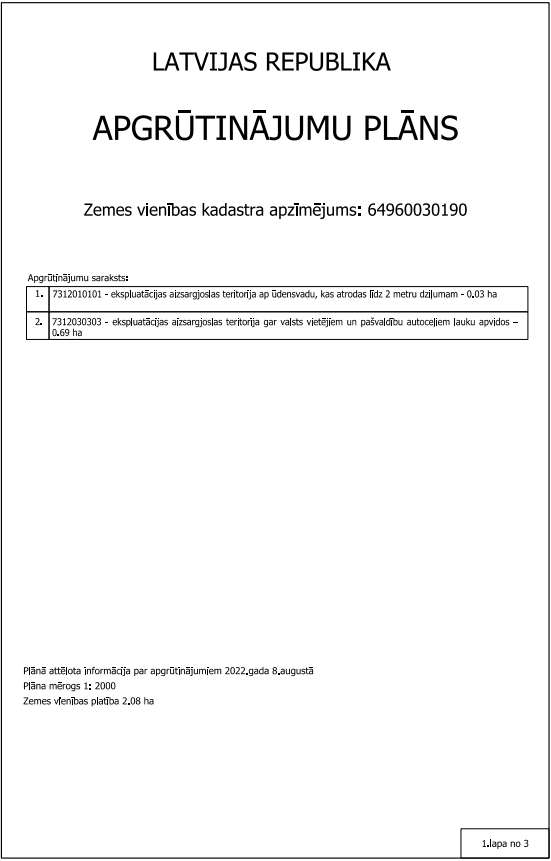 LATVIJAS REPUBLIKA
APGRŪTINĀJUMU PLĀNS
Zemes vienības kadastra apzīmējums: 64960030190
Apgrūtinājumu saraksts:
1. 7312010101 - ekspluatācijas aizsargjoslas teritorija ap ūdensvadu, kas atrodas līdz 2 metru dziļumam - 0.03 ha
2. 7312030303 - ekspluatācijas aizsargjoslas teritorija gar valsts vietējiem un pašvaldību autoceļiem lauku apvidos –
0.69 ha
Plānā attēlota informācija par apgrūtinājumiem 2022.gada 8.augustā
Plāna mērogs 1: 2000
Zemes vienības platība 2.08 ha
1.lapa no 3